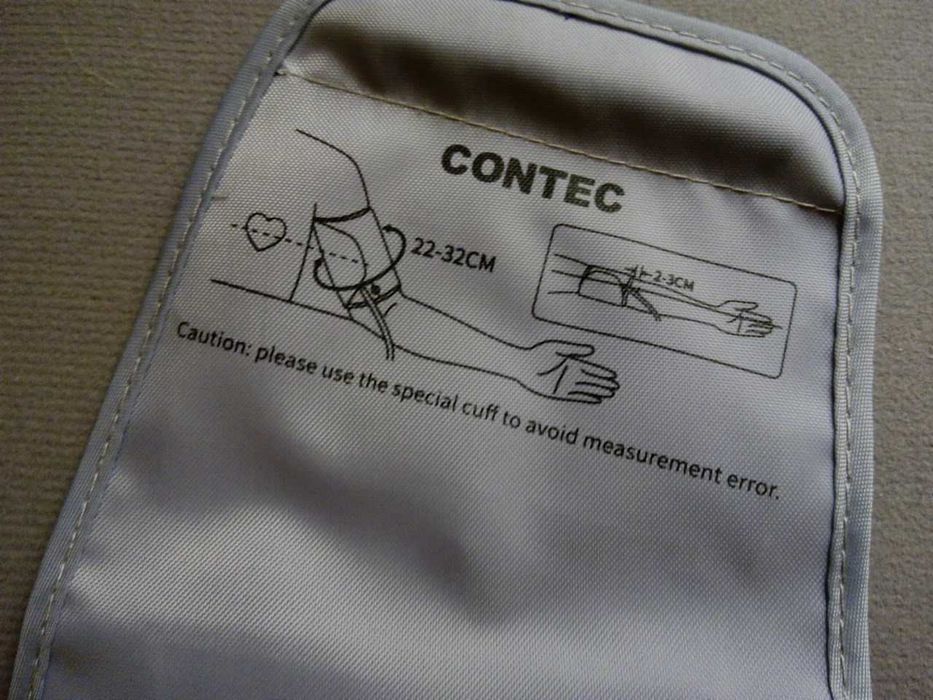 CONTEC
22-32CM
2-3CM
Caution: please use the special cuff to avoid measurement error.